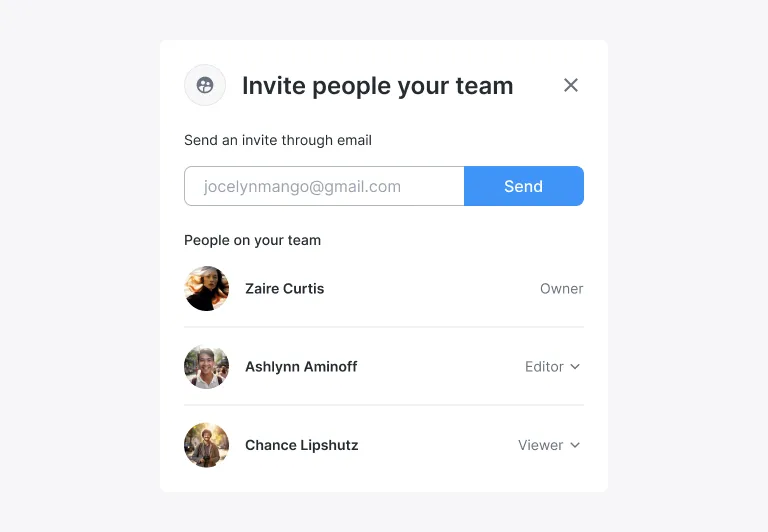 Invite people your team
Send an invite through email
jocelynmango@gmail.com
Send
People on your team
Zaire Curtis
Owner
Ashlynn Aminoff
Editor
Chance Lipshutz
Viewer